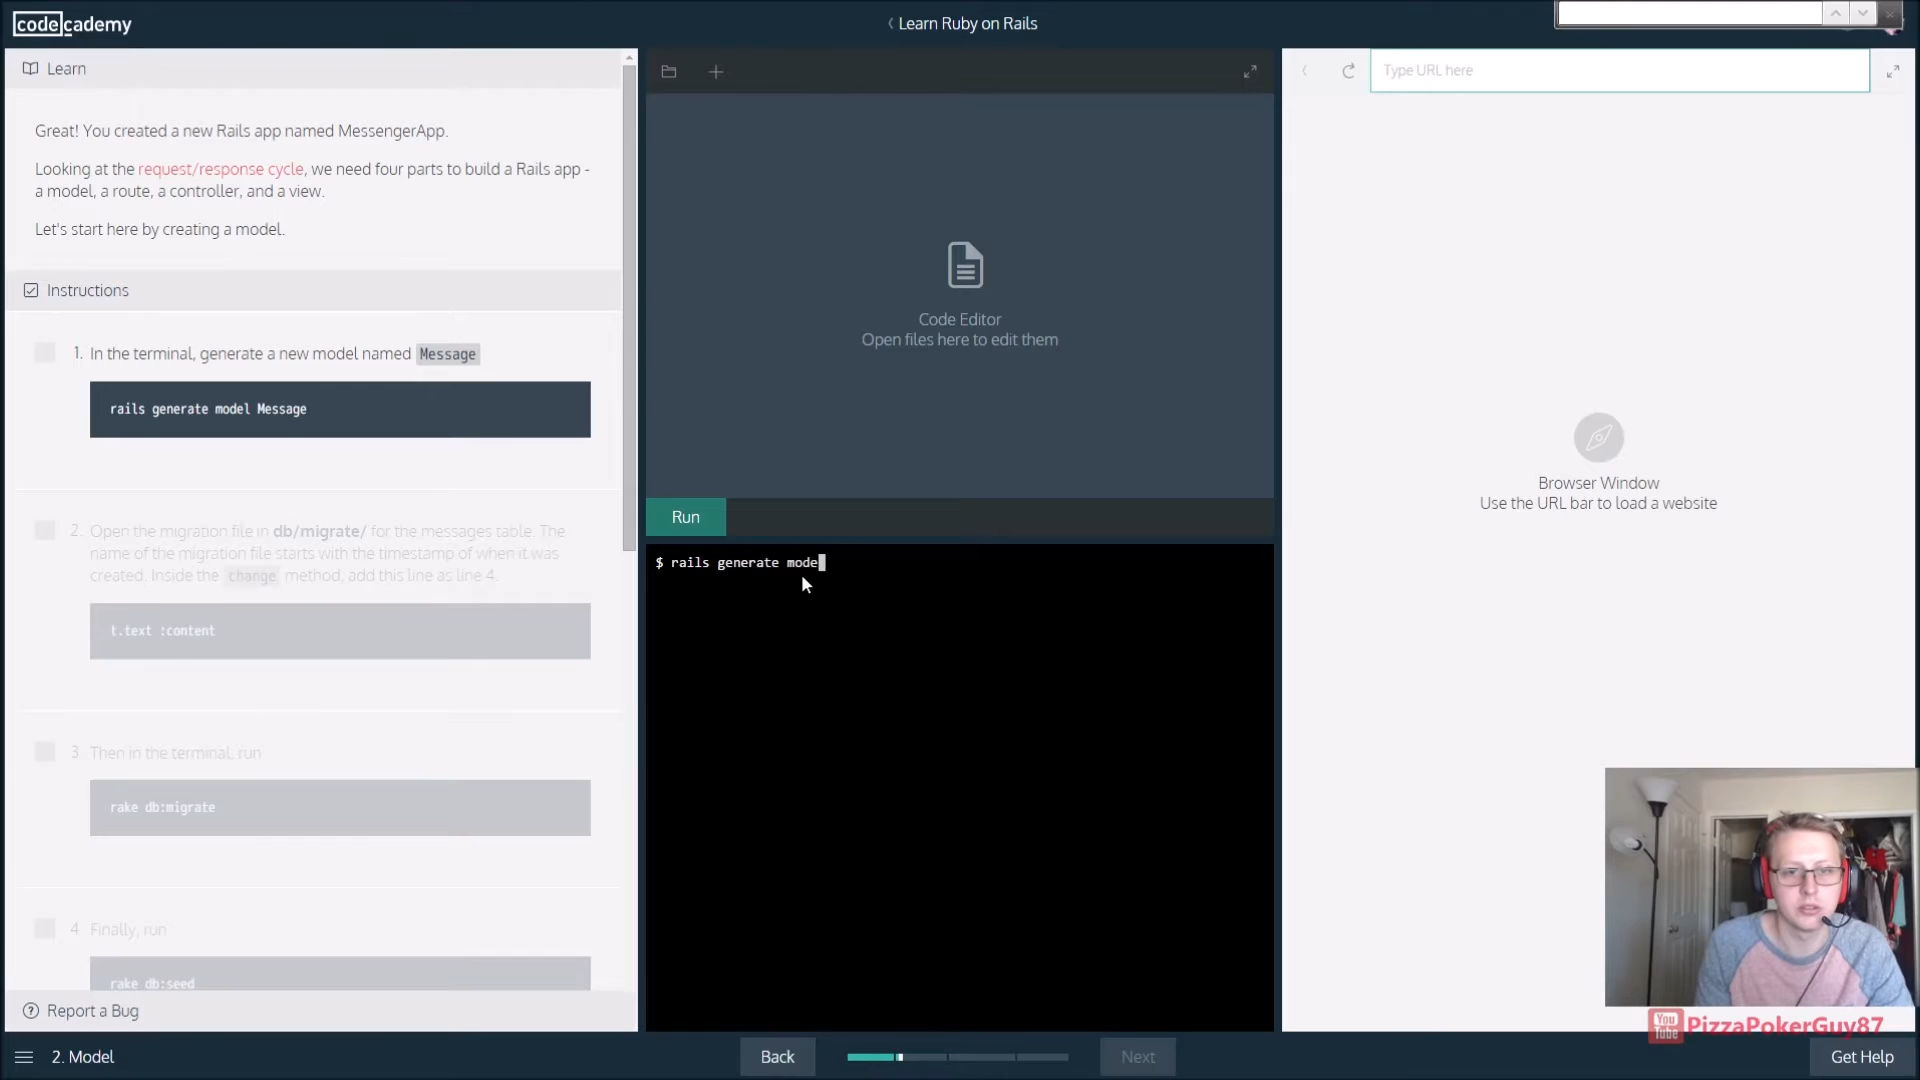 codecademy
Learn Ruby on Rails
Learn
Great! You created a new Rails app named MessengerApp.
Looking at the request/response cycle, we need four parts to build a Rails app -
a model, a route, a controller, and a view.
Let's start here by creating a model.
Instructions
1. In the terminal, generate a new model named Message
rails generate model Message
2. Open the migration file in db/migrate/ for the messages table. The
name of the migration file starts with the timestamp of when it was
created. Inside the change method, add this line as line 4.
t.text :content
3 Then in the terminal, run
rake db:migrate
4 Finally, run
rake db:seed
Report a Bug
2. Model
Code Editor
Open files here to edit them
Run
$ rails generate mode
Back
Next
Type URL here
Browser Window
Use the URL bar to load a website
You
Tube
PizzaPokerGuy87
Get Help